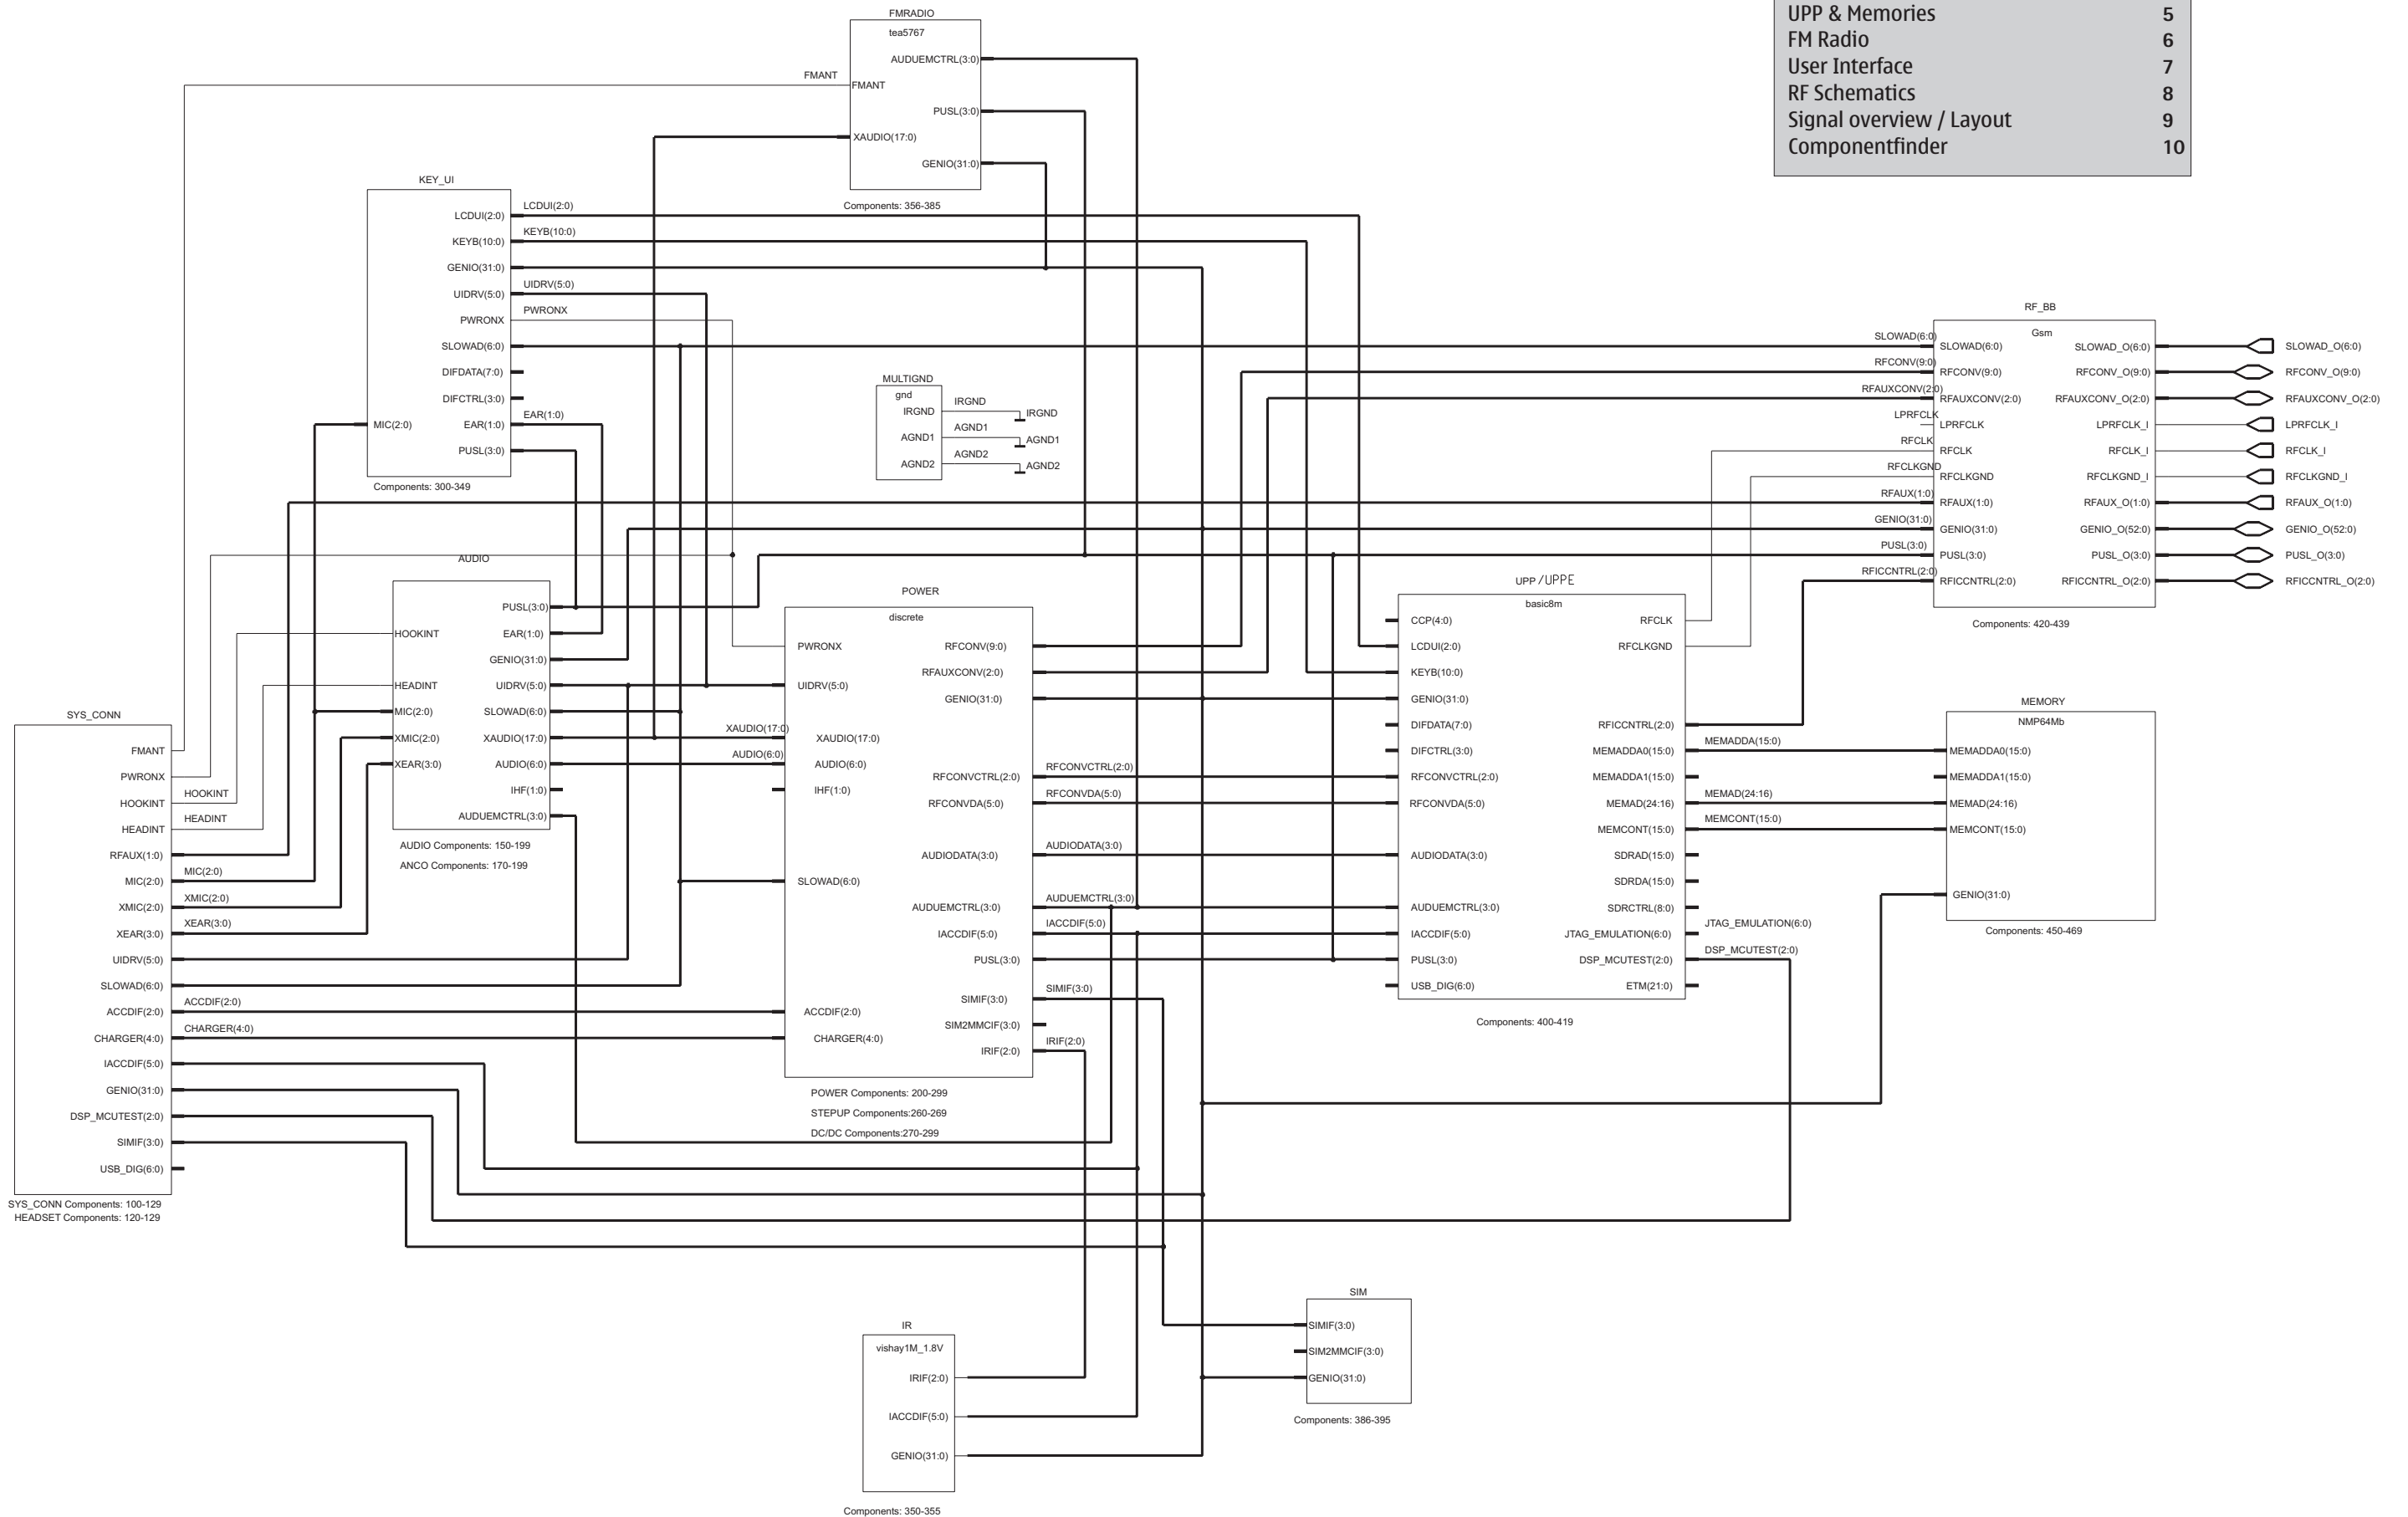 UPP & Memories 5
FM Radio 6
User Interface 7
RF Schematics 8
Signal overview / Layout 9
Componentfinder 10
FMRADIO
tea5767
AUDUEMCTRL(3:0)
FMANT
FMANT
PUSL(3:0)
XAUDIO(17:0)
GENIO(31:0)
Components: 356-385
KEY_UI
LCDUI(2:0)
LCDUI(2:0)
KEYB(10:0)
KEYB(10:0)
GENIO(31:0)
UIDRV(5:0)
UIDRV(5:0)
PWRONX
PWRONX
SLOWAD(6:0)
DIFDATA(7:0)
DIFCTRL(3:0)
MIC(2:0)
EAR(1:0)
EAR(1:0)
PUSL(3:0)
Components: 300-349
MULTIGND
gnd
IRGND
IRGND
IRGND
AGND1
AGND1
AGND1
AGND2
AGND2
AGND2
RF_BB
Gsm
SLOWAD(6:0)
SLOWAD(6:0)
SLOWAD_O(6:0)
SLOWAD_O(6:0)
RFCONV(9:0)
RFCONV(9:0)
RFCONV_O(9:0)
RFCONV_O(9:0)
RFAUXCONV(2:0)
RFAUXCONV(2:0)
RFAUXCONV_O(2:0)
RFAUXCONV_O(2:0)
LPRFCLK
LPRFCLK
LPRFCLK_I
LPRFCLK_I
RFCLK
RFCLK
RFCLK_I
RFCLK_I
RFCLKGND
RFCLKGND
RFCLKGND_I
RFCLKGND_I
RFAUX(1:0)
RFAUX(1:0)
RFAUX_O(1:0)
RFAUX_O(1:0)
GENIO(31:0)
GENIO(31:0)
GENIO_O(52:0)
GENIO_O(52:0)
PUSL(3:0)
PUSL(3:0)
PUSL_O(3:0)
PUSL_O(3:0)
RFICCNTRL(2:0)
RFICCNTRL(2:0)
RFICCNTRL_O(2:0)
RFICCNTRL_O(2:0)
Components: 420-439
AUDIO
PUSL(3:0)
HOOKINT
EAR(1:0)
GENIO(31:0)
HEADINT
UIDRV(5:0)
MIC(2:0)
SLOWAD(6:0)
XMIC(2:0)
XAUDIO(17:0)
XEAR(3:0)
AUDIO(6:0)
IHF(1:0)
AUDUEMCTRL(3:0)
AUDIO Components: 150-199
ANCO Components: 170-199
POWER
discrete
PWRONX
RFCONV(9:0)
RFAUXCONV(2:0)
UIDRV(5:0)
GENIO(31:0)
XAUDIO(17:0)
XAUDIO(17:0)
AUDIO(6:0)
AUDIO(6:0)
RFCONVCTRL(2:0)
RFCONVCTRL(2:0)
IHF(1:0)
RFCONVDA(5:0)
RFCONVDA(5:0)
AUDIODATA(3:0)
AUDIODATA(3:0)
SLOWAD(6:0)
AUDUEMCTRL(3:0)
AUDUEMCTRL(3:0)
IACCDIF(5:0)
IACCDIF(5:0)
PUSL(3:0)
SIMIF(3:0)
SIMIF(3:0)
ACCDIF(2:0)
SIM2MMCIF(3:0)
CHARGER(4:0)
IRIF(2:0)
IRIF(2:0)
POWER Components: 200-299
STEPUP Components:260-269
DC/DC Components:270-299
UPP /UPPE
basic8m
CCP(4:0)
RFCLK
LCDUI(2:0)
RFCLKGND
KEYB(10:0)
GENIO(31:0)
DIFDATA(7:0)
RFICCNTRL(2:0)
DIFCTRL(3:0)
MEMADDA0(15:0)
MEMADDA(15:0)
RFCONVCTRL(2:0)
MEMADDA1(15:0)
RFCONVDA(5:0)
MEMAD(24:16)
MEMAD(24:16)
MEMCONT(15:0)
MEMCONT(15:0)
AUDIODATA(3:0)
SDRAD(15:0)
SDRDA(15:0)
AUDUEMCTRL(3:0)
SDRCTRL(8:0)
IACCDIF(5:0)
JTAG_EMULATION(6:0)
JTAG_EMULATION(6:0)
PUSL(3:0)
DSP_MCUTEST(2:0)
DSP_MCUTEST(2:0)
USB_DIG(6:0)
ETM(21:0)
Components: 400-419
MEMORY
NMP64Mb
MEMADDA0(15:0)
MEMADDA1(15:0)
MEMAD(24:16)
MEMCONT(15:0)
GENIO(31:0)
Components: 450-469
SYS_CONN
FMANT
PWRONX
HOOKINT
HOOKINT
HEADINT
HEADINT
RFAUX(1:0)
MIC(2:0)
MIC(2:0)
XMIC(2:0)
XMIC(2:0)
XEAR(3:0)
XEAR(3:0)
UIDRV(5:0)
SLOWAD(6:0)
ACCDIF(2:0)
ACCDIF(2:0)
CHARGER(4:0)
CHARGER(4:0)
IACCDIF(5:0)
GENIO(31:0)
DSP_MCUTEST(2:0)
SIMIF(3:0)
USB_DIG(6:0)
SYS_CONN Components: 100-129
HEADSET Components: 120-129
IR
vishay1M_1.8V
IRIF(2:0)
IACCDIF(5:0)
GENIO(31:0)
Components: 350-355
SIM
SIMIF(3:0)
SIM2MMCIF(3:0)
GENIO(31:0)
Components: 386-395